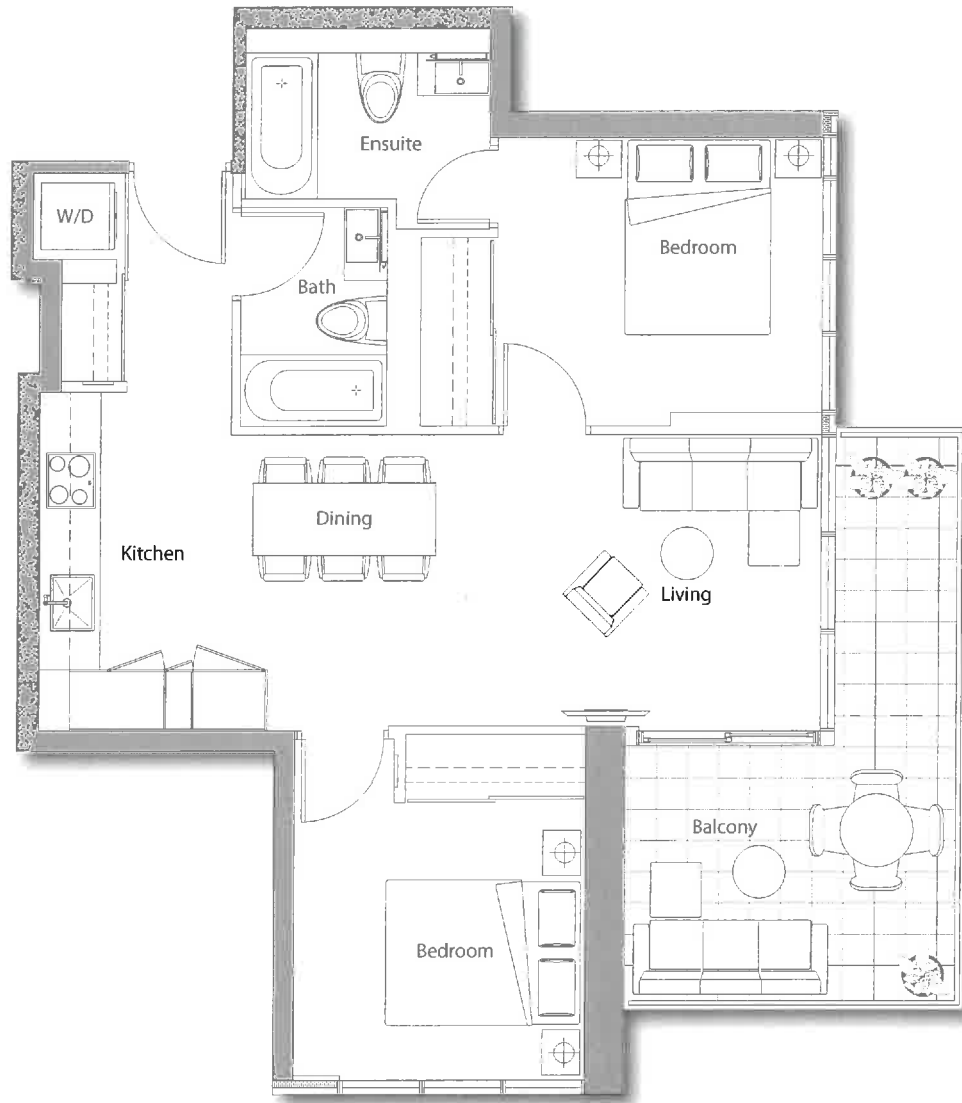 Ensuite
W/D
Bedroom
Bath
Dining
Kitchen
Living
Balcony
Bedroom